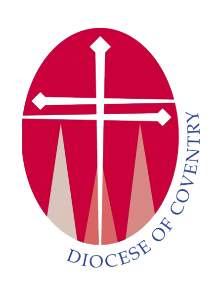 DIOCESE OF COVENTRY